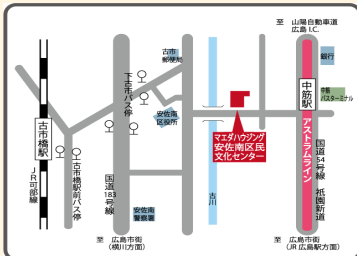 至 山陽自動車道
広島 I.C.
古市
郵便局
銀行
中筋
バスターミナル
中筋駅
下古市バス停
安佐南
区役所
マエダハウジング
安佐南区民
文化センター
アストラムライン
古市橋駅
JR可部線
古市橋駅前バス停
国道183号線
安佐南
警察署
古川
国道54号線 祇園新道
至 広島市街
(横川方面)
至 広島市街
(JR広島駅方面)